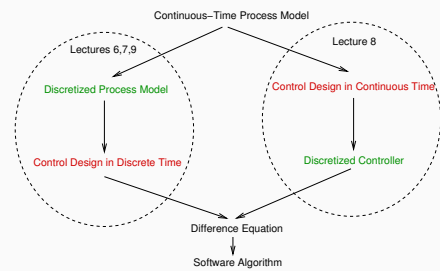 Continuous-Time Process Model
Lectures 6,7,9
Lecture 8
Discretized Process Model
Control Design in Continuous Time
Control Design in Discrete Time
Discretized Controller
Difference Equation
Software Algorithm